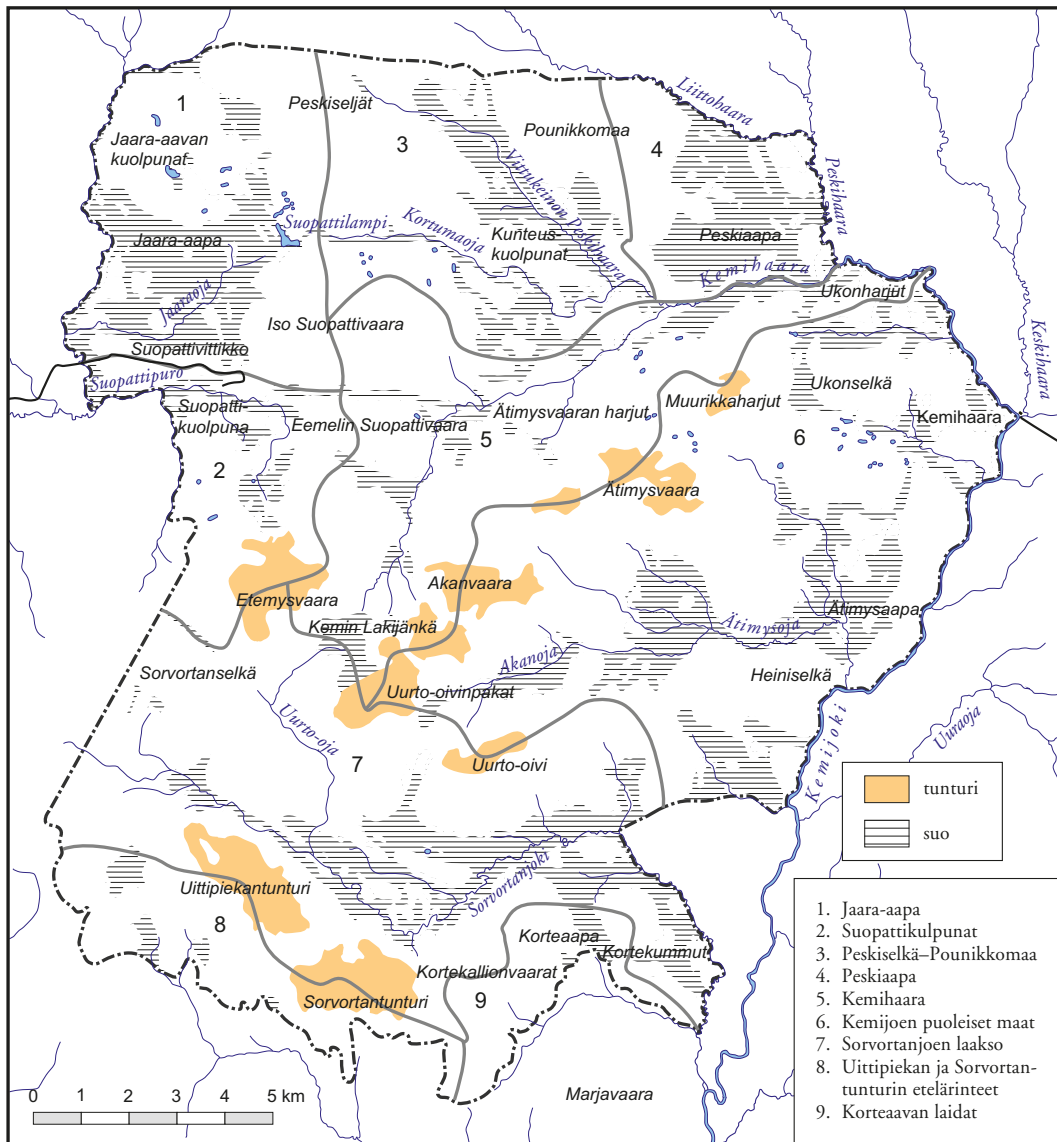 1
Peskiseljät
Liittohaara
Jaara-aavan
kuolpunat
3
Pounikkomaa
4
Vittukeinon Peskihaara
Peskihaara
Suopattilampi-
Kortumaoja
Jaara-aapa
Kunteus-
kuolpunat
Peskiaapa
Kemihaara
Jaaraoja
Ukonharjut
Keskihaara
Iso Suopattivaara
Suopattivittikko
Suopattipuro
Ukonselkä
Muurikkaharjut
Suopatti-
kuolpuna
Eemelin Suopattivaara
Ätimysvaaran harjut
Kemihaara
5
6
2
Ätimysvaara
Akanvaara
Etemysvaara
Ätimysaapa
Kemin Lakijänkä
Ätimysoja
Sorvortanselkä
Akanoja
Heiniselkä
Uurto-oivinpakat
Uurto-oja
Uuraoja
Kemijoki
Uurto-oivi
7
tunturi
suo
Uittipiekantunturi
Sorvortanjoki
8
Korteaapa
Kortekummut
Kortekallionvaarat
Sorvortantunturi
9
Marjavaara
0 1 2 3 4 5 km
1. Jaara-aapa
2. Suopattikulpunat
3. Peskiselkä–Pounikkomaa
4. Peskiaapa
5. Kemihaara
6. Kemijoen puoleiset maat
7. Sorvortanjoen laakso
8. Uittipiekan ja Sorvortan-
tunturin etelärinteet
9. Korteaavan laidat